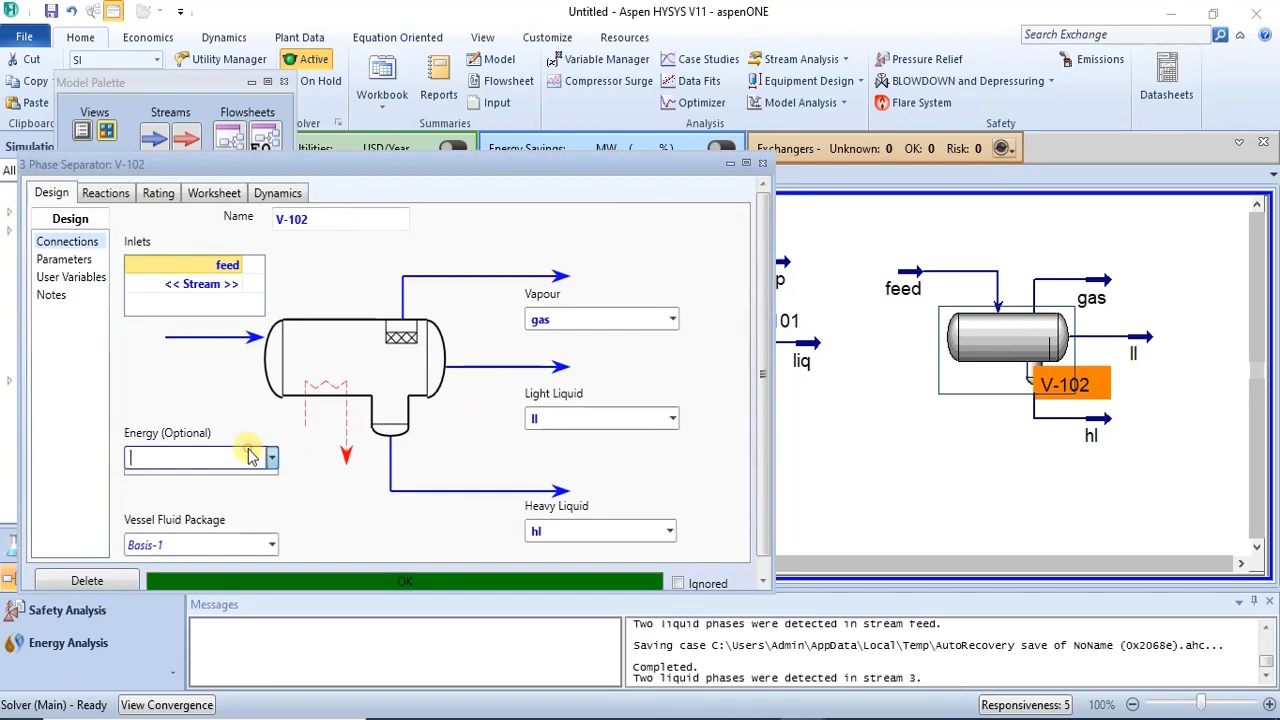 Untitled - Aspen HYSYS V11 - aspenONE
File Home Economics Dynamics Plant Data Equation Oriented View Customize Resources
Search Exchange
Cut SI Utility Manager Active Model Variable Manager Case Studies Stream Analysis Pressure Relief Emissions
Copy Model Palette On Hold Workbook Reports Flowsheet Compressor Surge Data Fits Equipment Design BLOWDOWN and Depressuring Datasheets
Paste Input Optimizer Model Analysis Flare System
Views Streams Flowsheets
Clipboard Summaries Analysis Safety
Simulation USD/Year Energy Savings: MW %) Exchangers - Unknown: 0 OK: 0 Risk: 0
3 Phase Separator: V-102
All
Design Reactions Rating Worksheet Dynamics
Design
Connections
Parameters
User Variables
Notes
Name V-102
Inlets
feed
<< Stream >>
Vapour
gas
Light Liquid
ll
Energy (Optional)
Heavy Liquid
hl
Vessel Fluid Package
Basis-1
Delete OK Ignored
p
101
liq
feed
gas
ll
V-102
hl
Safety Analysis
Energy Analysis
Messages
Two liquid phases were detected in stream feed.
Saving case C:\Users\Admin\AppData\Local\Temp\AutoRecovery save of NoName (0x2068e).ahc...
Completed.
Two liquid phases were detected in stream 3.
Solver (Main) - Ready View Convergence Responsiveness: 5 100%